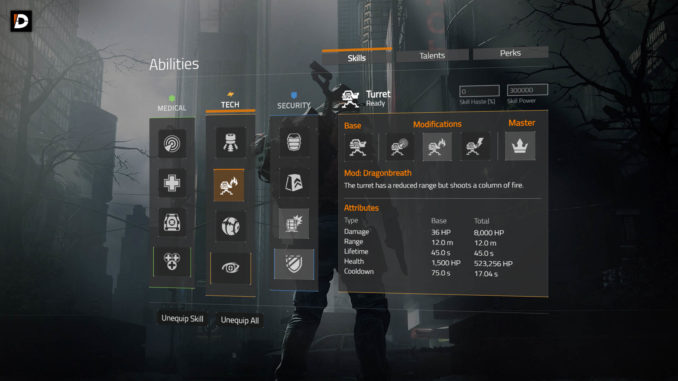 Abilities
Skills
Talents
Perks
MEDICAL
TECH
SECURITY
Turret
Ready
0
Skill Haste [%]
300000
Skill Power
Base
Modifications
Master
Mod: Dragonbreath
The turret has a reduced range but shoots a column of fire.
Attributes
Type Base Total
Damage 36 HP 8,000 HP
Range 12.0 m 12.0 m
Lifetime 45.0 s 45.0 s
Health 1,500 HP 523,256 HP
Cooldown 75.0 s 17.04 s
Unequip Skill
Unequip All